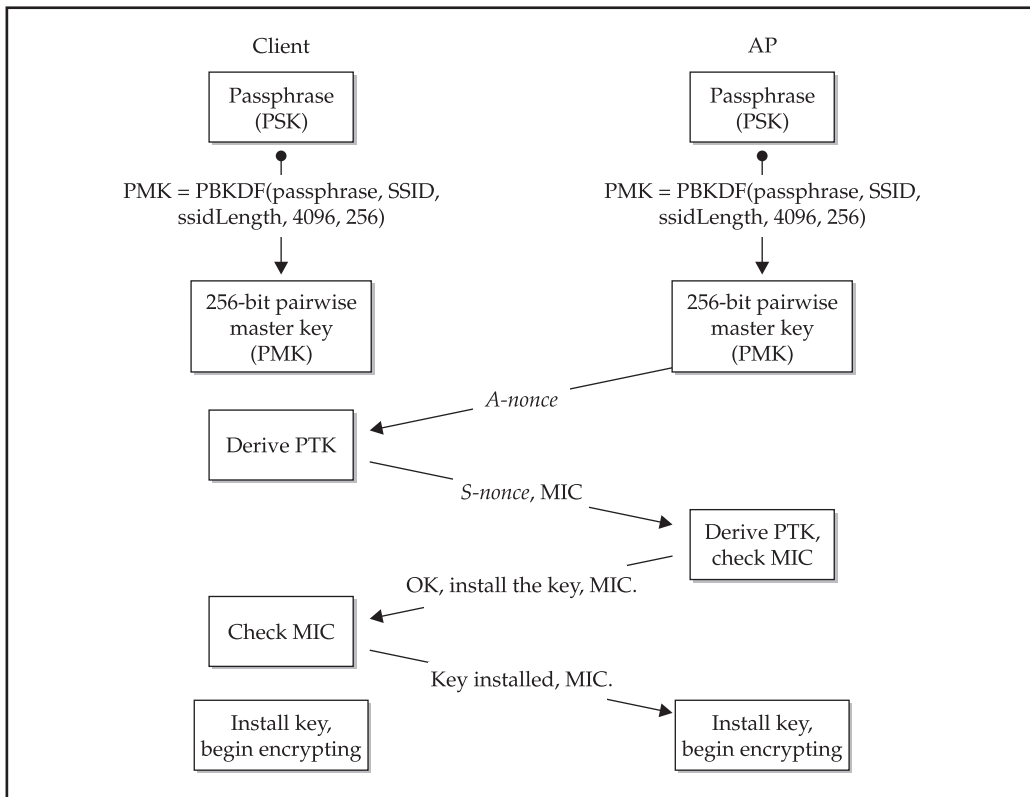 Client
AP
Passphrase
(PSK)
Passphrase
(PSK)
PMK = PBKDF(passphrase, SSID,
ssidLength, 4096, 256)
PMK = PBKDF(passphrase, SSID,
ssidLength, 4096, 256)
256-bit pairwise
master key
(PMK)
256-bit pairwise
master key
(PMK)
A-nonce
Derive PTK
S-nonce, MIC
Derive PTK,
check MIC
OK, install the key, MIC.
Check MIC
Key installed, MIC.
Install key,
begin encrypting
Install key,
begin encrypting